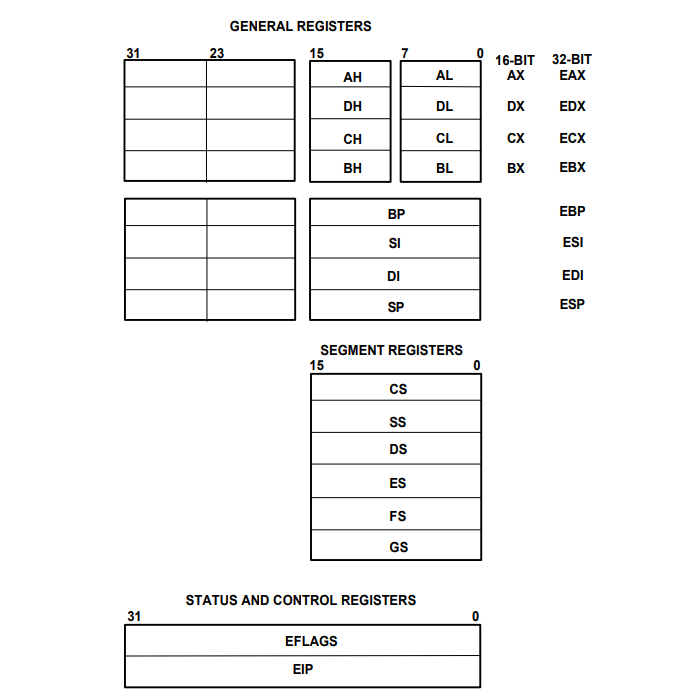 GENERAL REGISTERS
31 23 15 7 0 16-BIT 32-BIT
AH AL AX EAX
DH DL DX EDX
CH CL CX ECX
BH BL BX EBX
BP EBP
SI ESI
DI EDI
SP ESP
SEGMENT REGISTERS
15 0
CS
SS
DS
ES
FS
GS
STATUS AND CONTROL REGISTERS
31 0
EFLAGS
EIP